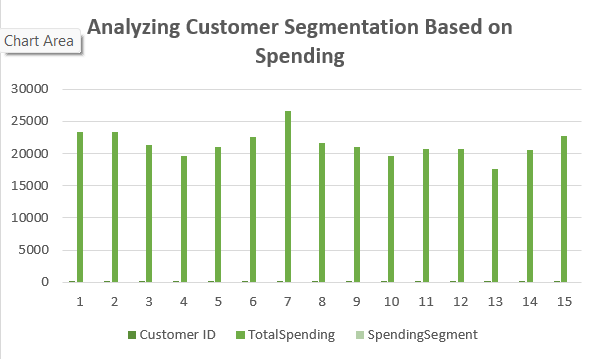 Analyzing Customer Segmentation Based on
Spending
Chart Area
30000
25000
20000
15000
10000
5000
0
1 2 3 4 5 6 7 8 9 10 11 12 13 14 15
Customer ID TotalSpending SpendingSegment